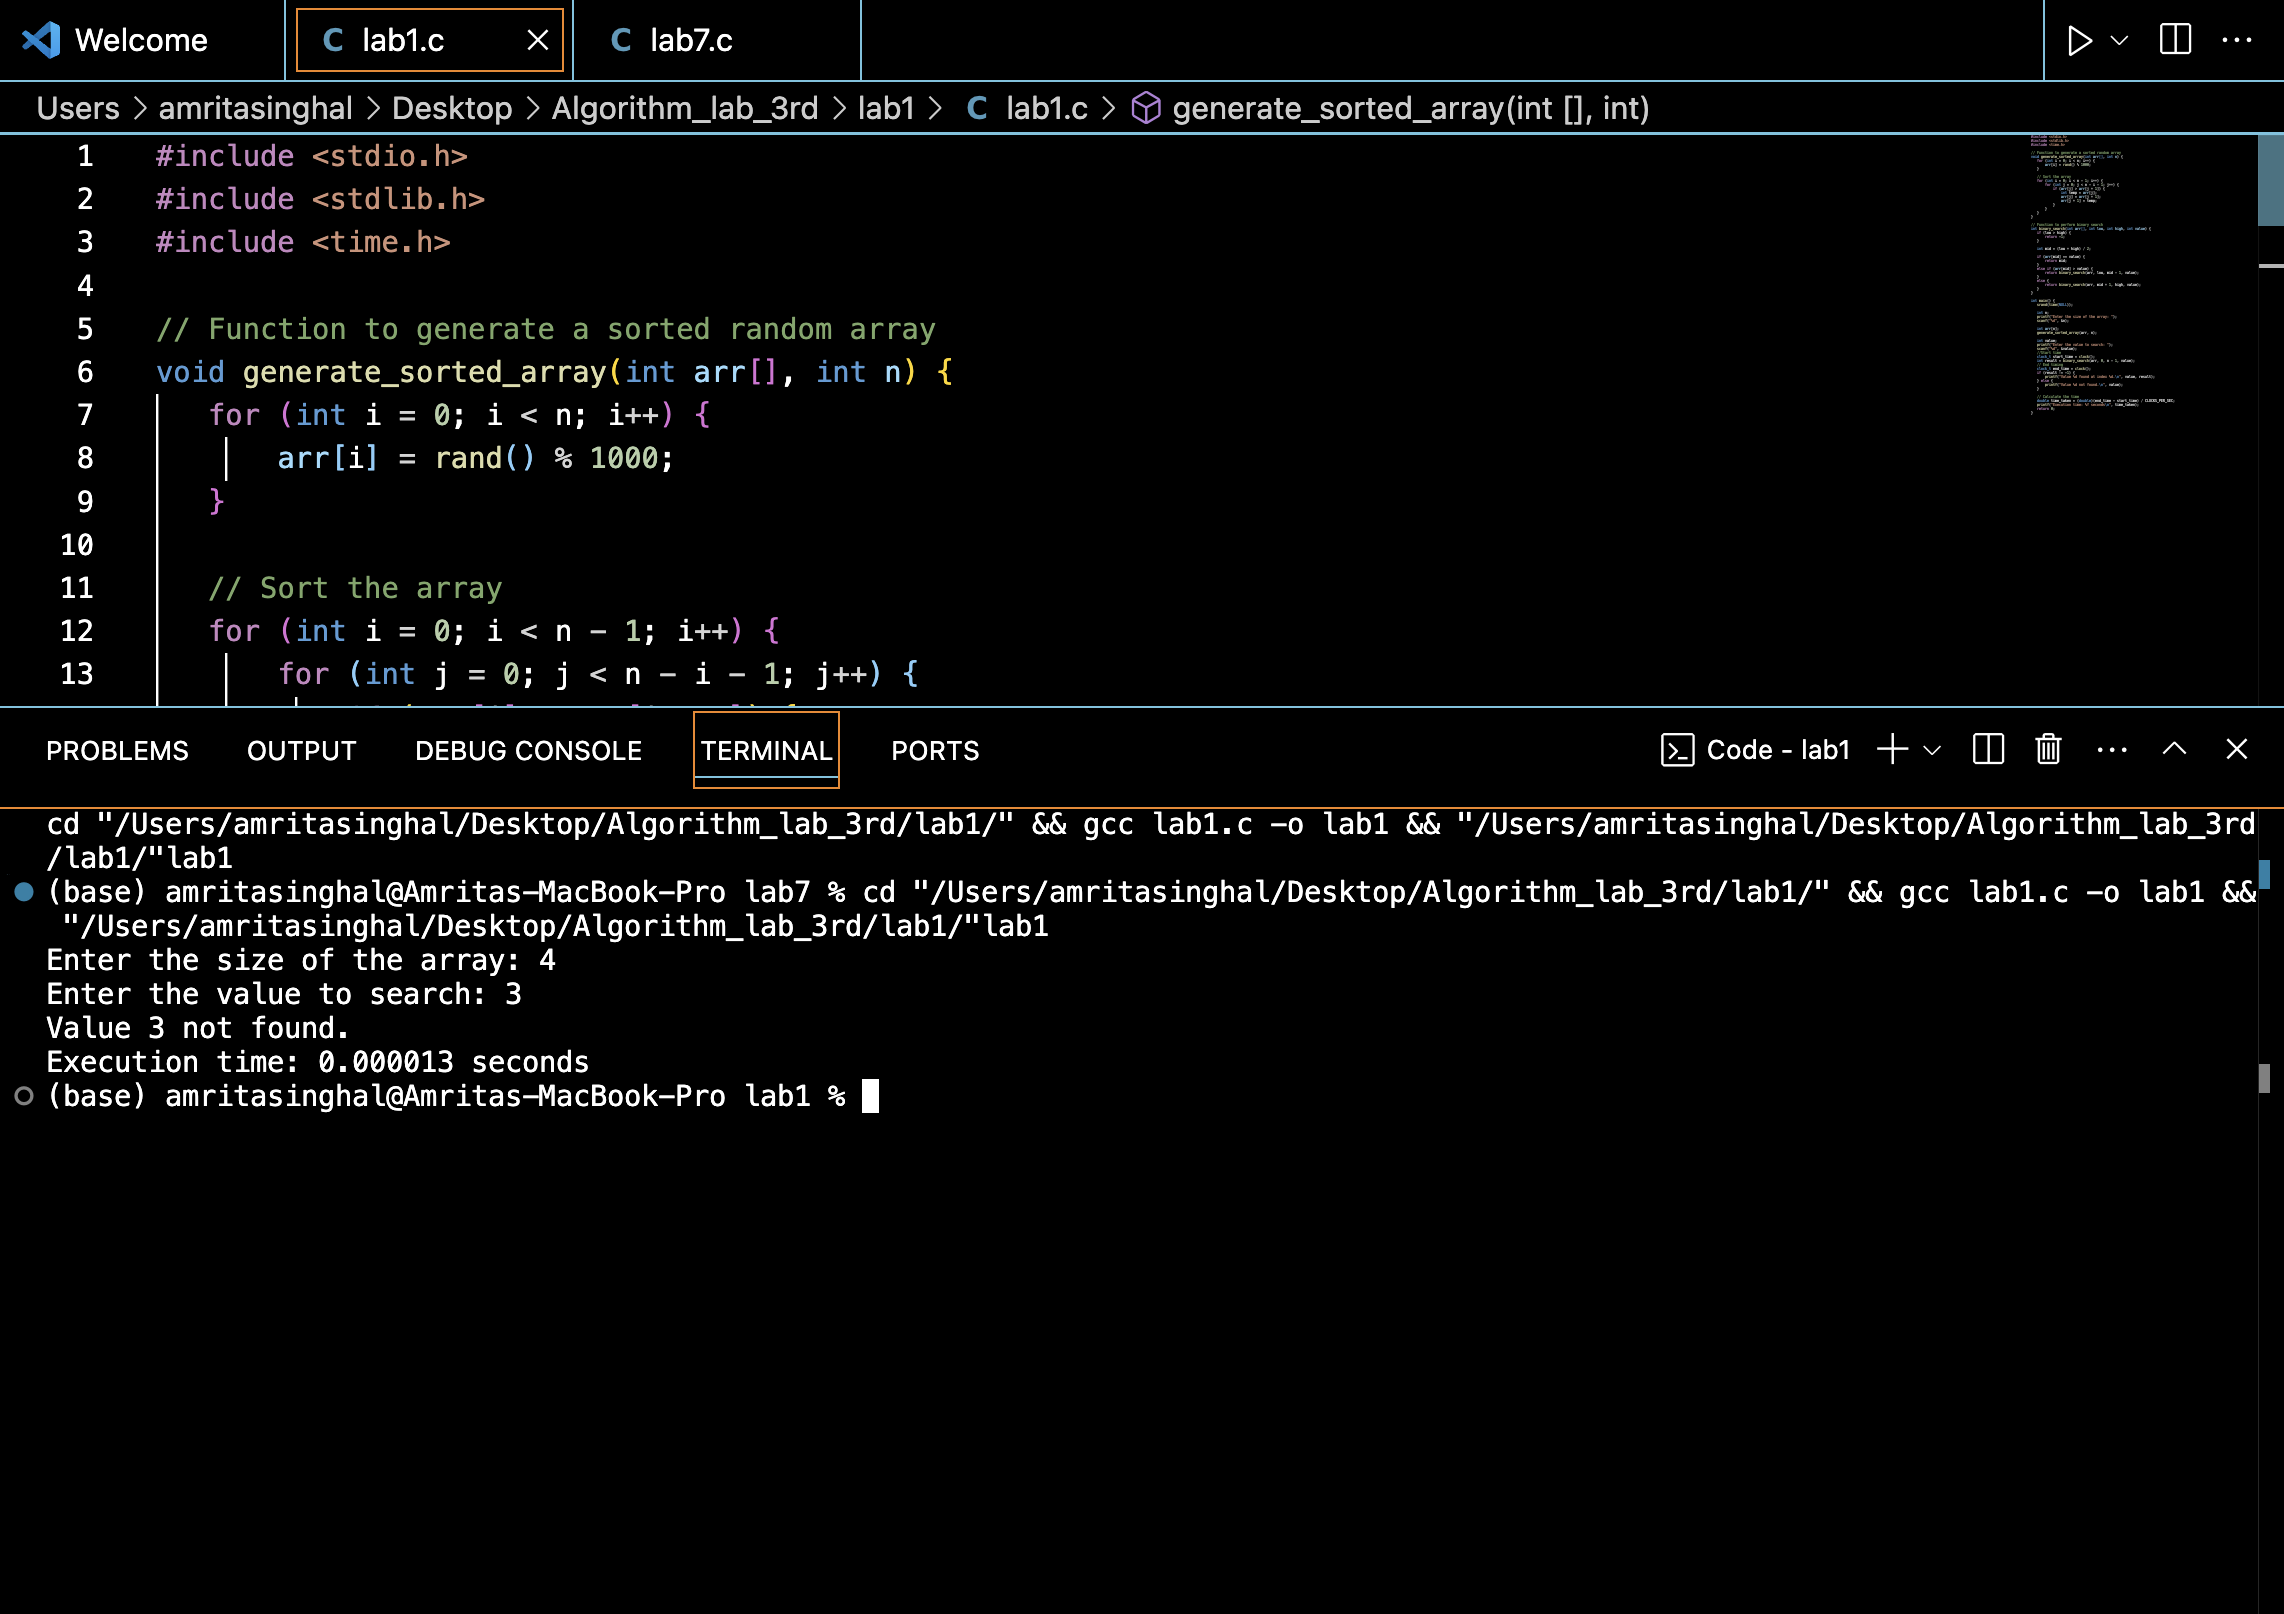 Welcome
C lab1.c
C lab7.c
Users > amritasinghal > Desktop > Algorithm_lab_3rd > lab1 > C lab1.c > generate_sorted_array(int [], int)
1 #include <stdio.h>
2 #include <stdlib.h>
3 #include <time.h>
4
5 // Function to generate a sorted random array
6 void generate_sorted_array(int arr[], int n) {
7 for (int i = 0; i < n; i++) {
8 arr[i] = rand() % 1000;
9 }
10
11 // Sort the array
12 for (int i = 0; i < n - 1; i++) {
13 for (int j = 0; j < n - i - 1; j++) {
PROBLEMS OUTPUT DEBUG CONSOLE TERMINAL PORTS
Code - lab1
cd "/Users/amritasinghal/Desktop/Algorithm_lab_3rd/lab1/" && gcc lab1.c -o lab1 && "/Users/amritasinghal/Desktop/Algorithm_lab_3rd
/lab1/"lab1
(base) amritasinghal@Amritas-MacBook-Pro lab7 % cd "/Users/amritasinghal/Desktop/Algorithm_lab_3rd/lab1/" && gcc lab1.c -o lab1 &&
"/Users/amritasinghal/Desktop/Algorithm_lab_3rd/lab1/"lab1
Enter the size of the array: 4
Enter the value to search: 3
Value 3 not found.
Execution time: 0.000013 seconds
(base) amritasinghal@Amritas-MacBook-Pro lab1 %